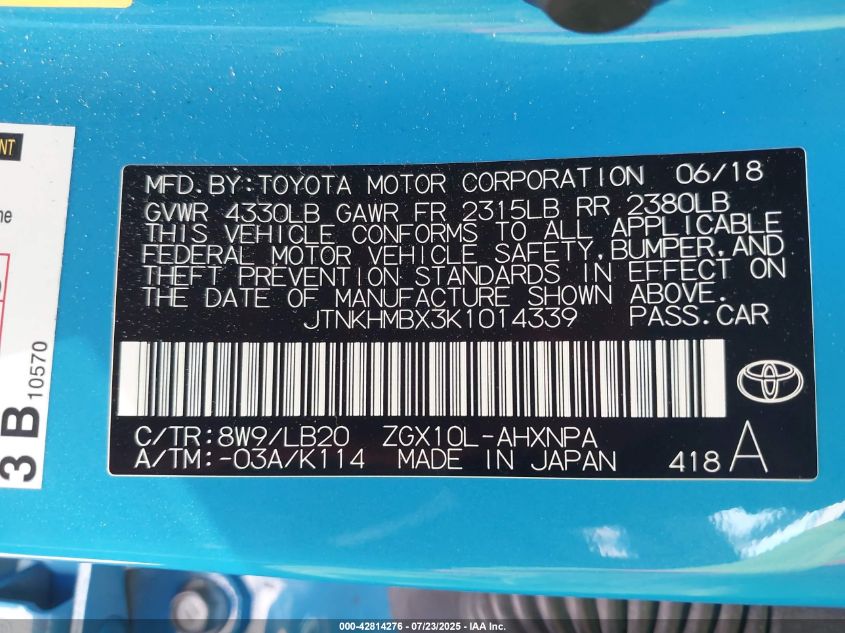 NT
ne
3 B 10570
MFD.BY:TOYOTA MOTOR CORPORATION 06/18
GVWR 4330LB GAWR FR 2315LB RR 2380LB
THIS VEHICLE CONFORMS TO ALL APPLICABLE
FEDERAL MOTOR VEHICLE SAFETY,BUMPER,AND
THEFT PREVENTION STANDARDS IN EFFECT ON
THE DATE OF MANUFACTURE SHOWN ABOVE.
JTNKHMBX3K1014339 PASS.CAR
C/TR:8W9/LB20 ZGX10L-AHXNPA
A/TM:-03A/K114 MADE IN JAPAN 418 A
000-42814276 - 07/23/2025 - IAA Inc.